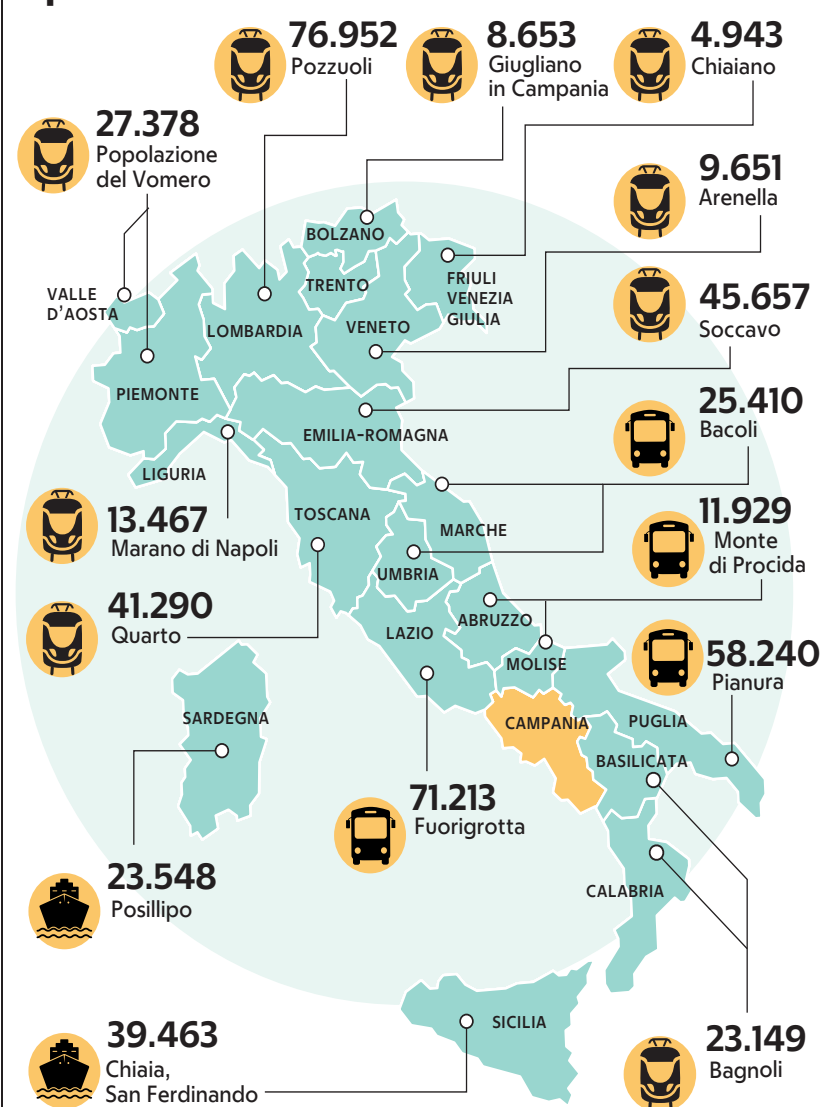 76.952
Pozzuoli
8.653
Giugliano
in Campania
4.943
Chiaiano
27.378
Popolazione
del Vomero
9.651
Arenella
45.657
Soccavo
25.410
Bacoli
11.929
Monte
di Procida
58.240
Pianura
13.467
Marano di Napoli
41.290
Quarto
71.213
Fuorigrotta
23.548
Posillipo
39.463
Chiaia,
San Ferdinando
23.149
Bagnoli
BOLZANO
TRENTO
FRIULI
VENEZIA
GIULIA
VALLE
D'AOSTA
LOMBARDIA
VENETO
PIEMONTE
EMILIA-ROMAGNA
LIGURIA
TOSCANA
MARCHE
UMBRIA
LAZIO
ABRUZZO
MOLISE
CAMPANIA
PUGLIA
BASILICATA
SARDEGNA
CALABRIA
SICILIA